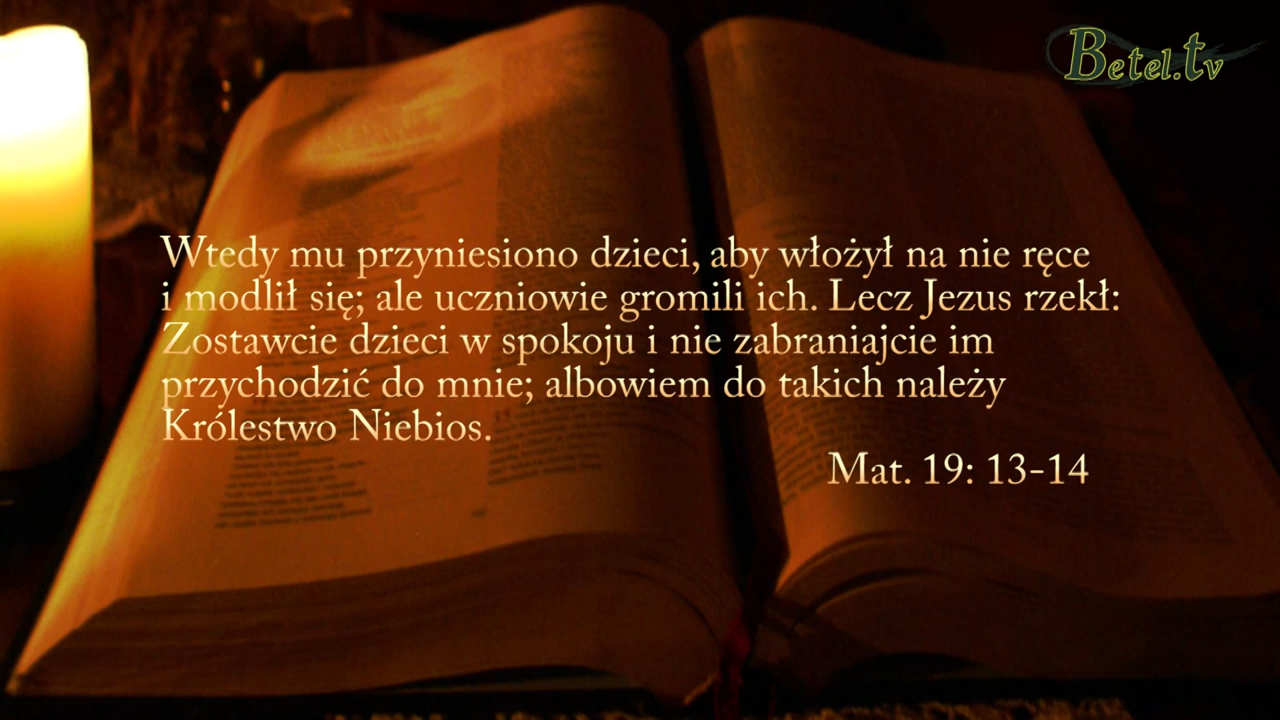 Betel.tv
Wtedy mu przyniesiono dzieci, aby włożył na nie ręce
i modlił się; ale uczniowie gromili ich. Lecz Jezus rzekł:
Zostawcie dzieci w spokoju i nie zabraniajcie im
przychodzić do mnie; albowiem do takich należy
Królestwo Niebios.
Mat. 19: 13-14